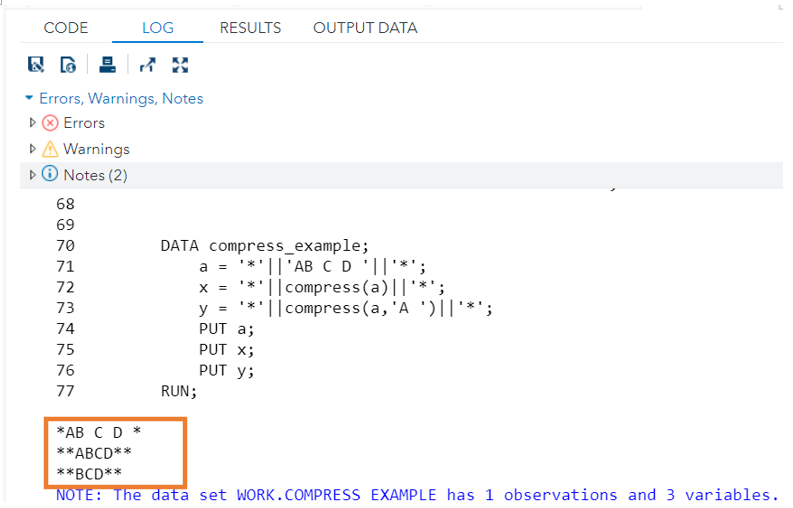 CODE LOG RESULTS OUTPUT DATA
Errors, Warnings, Notes
Errors
Warnings
Notes (2)
68
69
70 DATA compress_example;
71 a = '*'||'AB C D '||'*';
72 x = '*'||compress(a)||'*';
73 y = '*'||compress(a,'A ')||'*';
74 PUT a;
75 PUT x;
76 PUT y;
77 RUN;
*AB C D *
**ABCD**
**BCD**
NOTE: The data set WORK.COMPRESS_EXAMPLE has 1 observations and 3 variables.